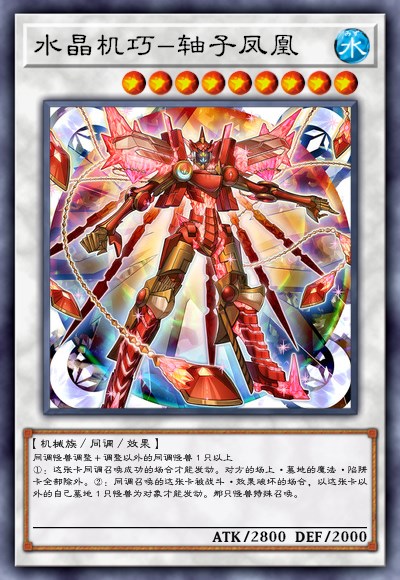 水晶机巧-轴子凤凰
水
【机械族/同调/效果】
同调怪兽调整+调整以外的同调怪兽1只以上
①：这张卡同调召唤成功的场合才能发动。对方的场上·墓地的魔法·陷阱
卡全部除外。②：同调召唤的这张卡被战斗·效果破坏的场合，以这张卡以
外的自己墓地1只怪兽为对象才能发动。那只怪兽特殊召唤。
ATK/2800 DEF/2000